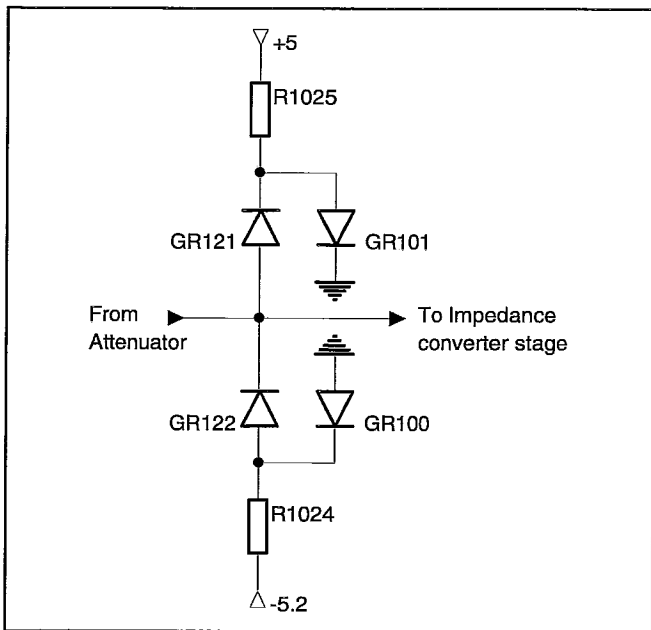 +5
R1025
GR121
GR101
From
Attenuator
To Impedance
converter stage
GR122
GR100
R1024
-5.2